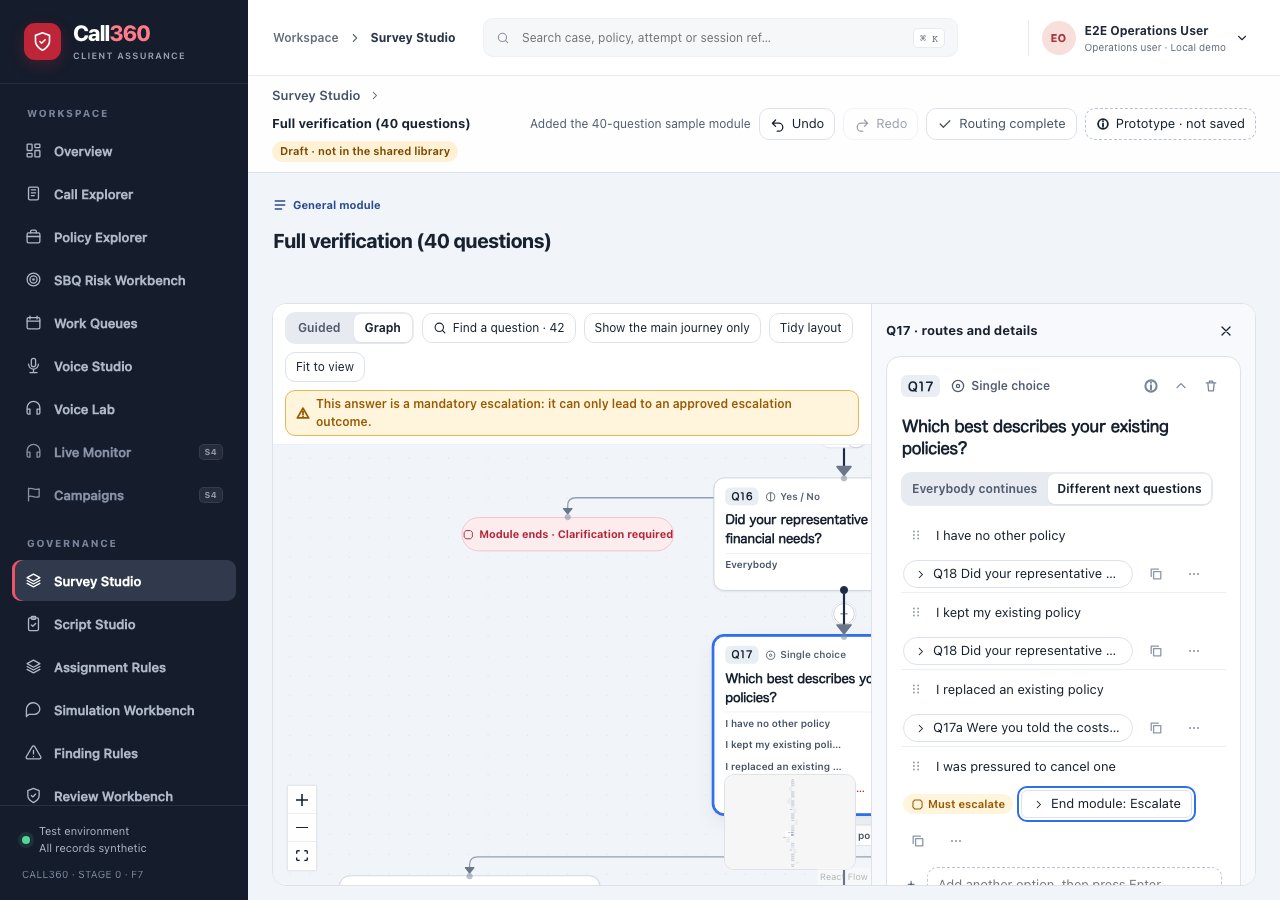 Call360
CLIENT ASSURANCE
WORKSPACE
Overview
Call Explorer
Policy Explorer
SBQ Risk Workbench
Work Queues
Voice Studio
Voice Lab
Live Monitor S4
Campaigns S4
GOVERNANCE
Survey Studio
Script Studio
Assignment Rules
Simulation Workbench
Finding Rules
Review Workbench
Test environment
All records synthetic
CALL360 · STAGE 0 · F7
Workspace > Survey Studio
Search case, policy, attempt or session ref...
⌘ K
EO
E2E Operations User
Operations user · Local demo
Survey Studio >
Full verification (40 questions)
Draft · not in the shared library
Added the 40-question sample module
Undo
Redo
Routing complete
Prototype · not saved
General module
Full verification (40 questions)
Guided
Graph
Find a question · 42
Show the main journey only
Tidy layout
Fit to view
This answer is a mandatory escalation: it can only lead to an approved escalation
outcome.
Q16 Yes / No
Did your representative
financial needs?
Everybody
Module ends · Clarification required
Q17 Single choice
Which best describes yo
policies?
I have no other policy
I kept my existing poli...
I replaced an existing ...
po
React Flow
Q17 · routes and details
Q17 Single choice
Which best describes your existing
policies?
Everybody continues
Different next questions
I have no other policy
Q18 Did your representative ...
I kept my existing policy
Q18 Did your representative ...
I replaced an existing policy
Q17a Were you told the costs...
I was pressured to cancel one
Must escalate
End module: Escalate
Add another option, then press Enter